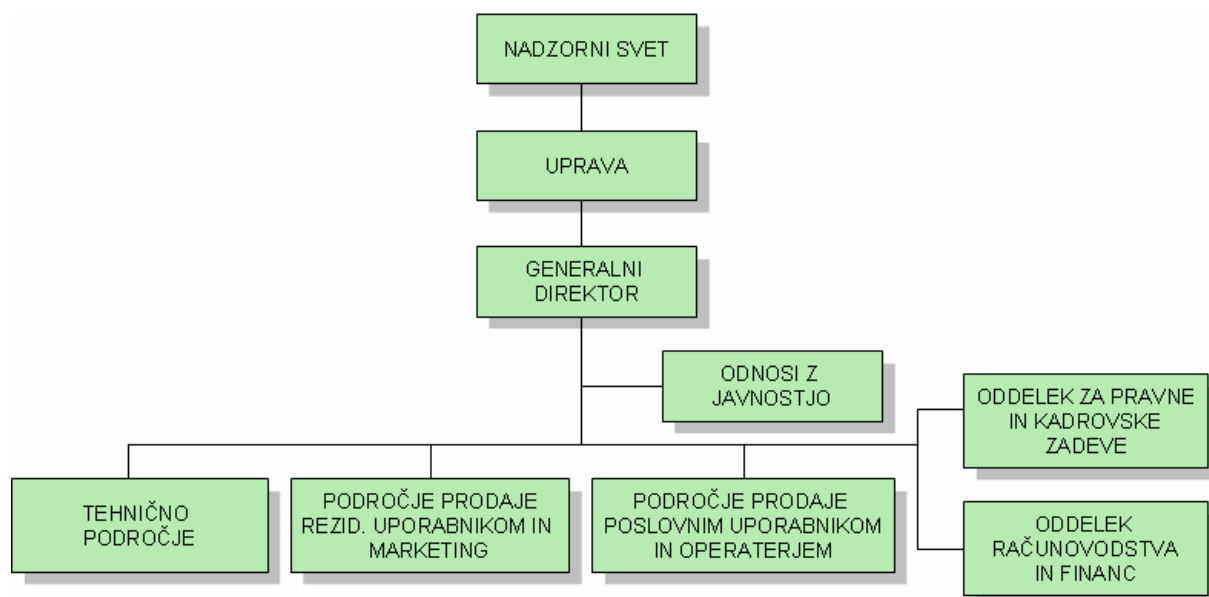 NADZORNI SVET
UPRAVA
GENERALNI
DIREKTOR
ODNOSI Z
JAVNOSTJO
ODDELEK ZA PRAVNE
IN KADROVSKE
ZADEVE
TEHNIČNO
PODROČJE
PODROČJE PRODAJE
REZID. UPORABNIKOM IN
MARKETING
PODROČJE PRODAJE
POSLOVNIM UPORABNIKOM
IN OPERATERJEM
ODDELEK
RAČUNOVODSTVA
IN FINANC